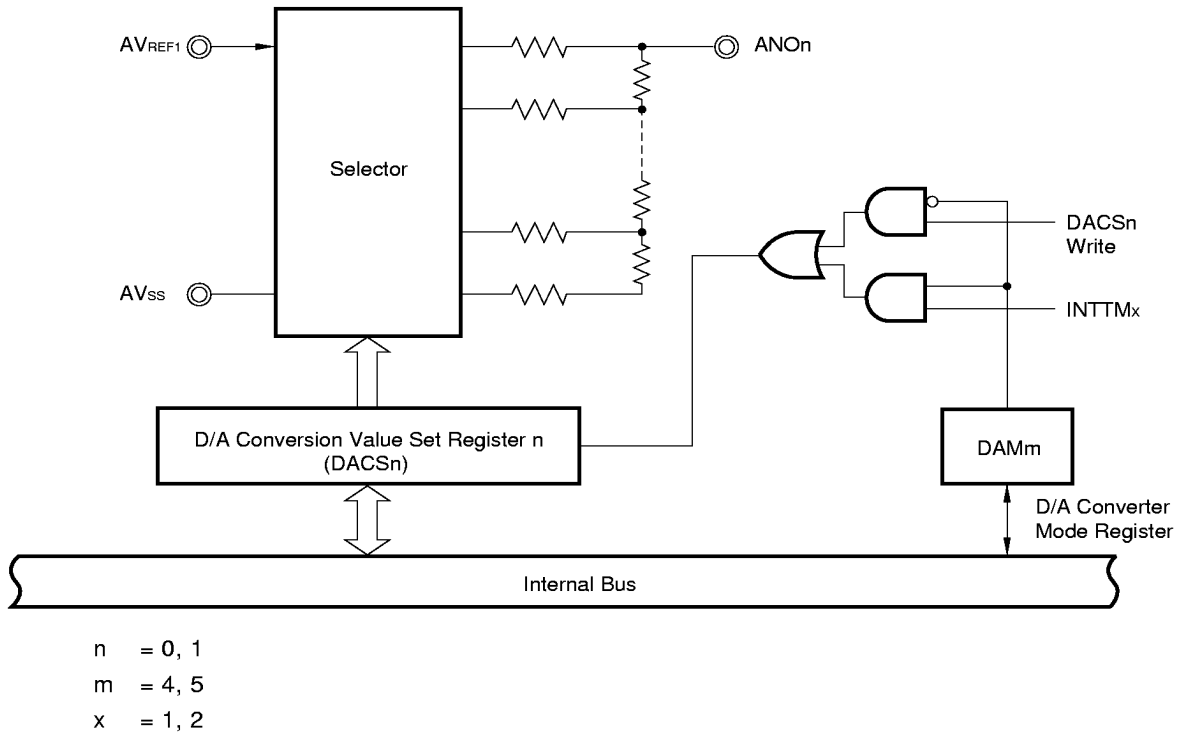 AVREF1
ANOn
Selector
DACSn
Write
AVSS
INTTMx
D/A Conversion Value Set Register n
(DACSn)
DAMm
D/A Converter
Mode Register
Internal Bus
n = 0, 1
m = 4, 5
x = 1, 2